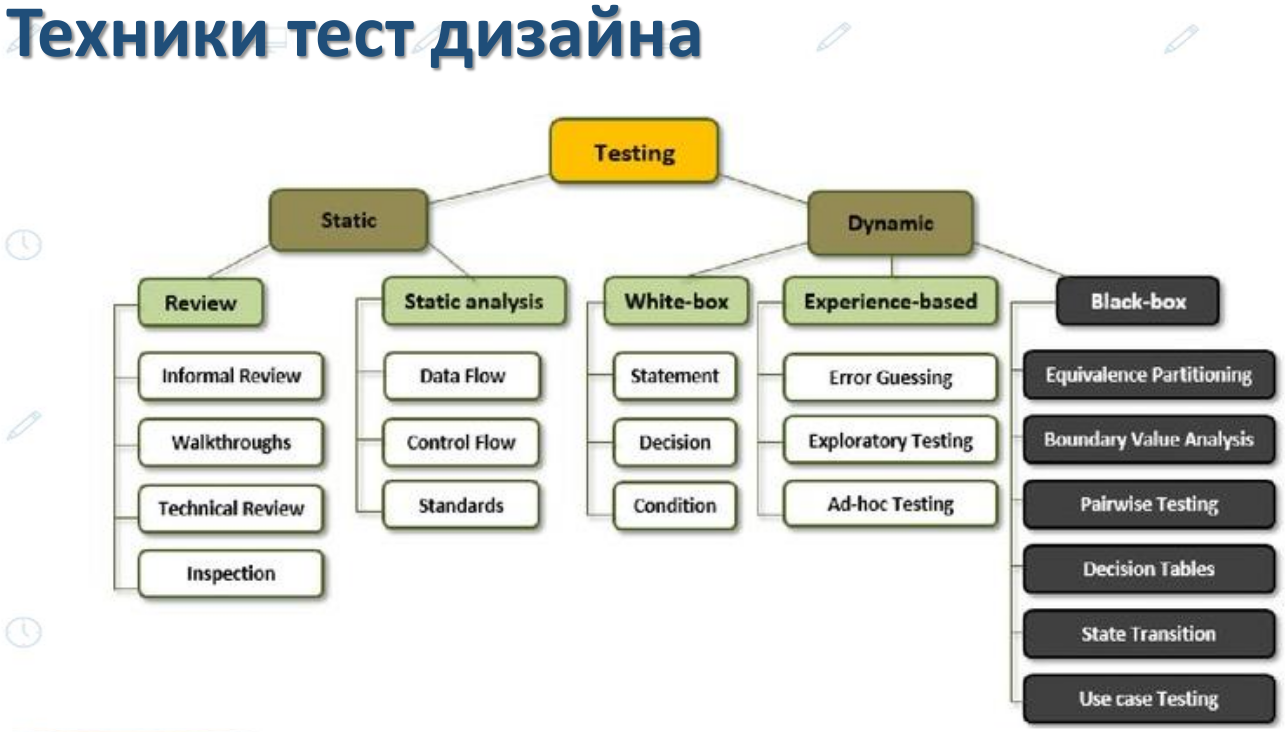 Техники тест дизайна
Testing
Static
Dynamic
Review
Static analysis
White-box
Experience-based
Black-box
Informal Review
Walkthroughs
Technical Review
Inspection
Data Flow
Control Flow
Standards
Statement
Decision
Condition
Error Guessing
Exploratory Testing
Ad-hoc Testing
Equivalence Partitioning
Boundary Value Analysis
Pairwise Testing
Decision Tables
State Transition
Use case Testing